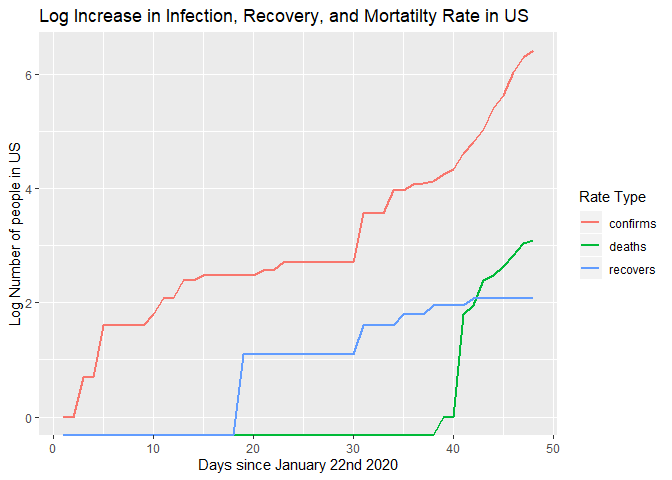 Log Increase in Infection, Recovery, and Mortatilty Rate in US
6
4
2
0
Log Number of people in US
0 10 20 30 40 50
Days since January 22nd 2020
Rate Type
confirms
deaths
recovers